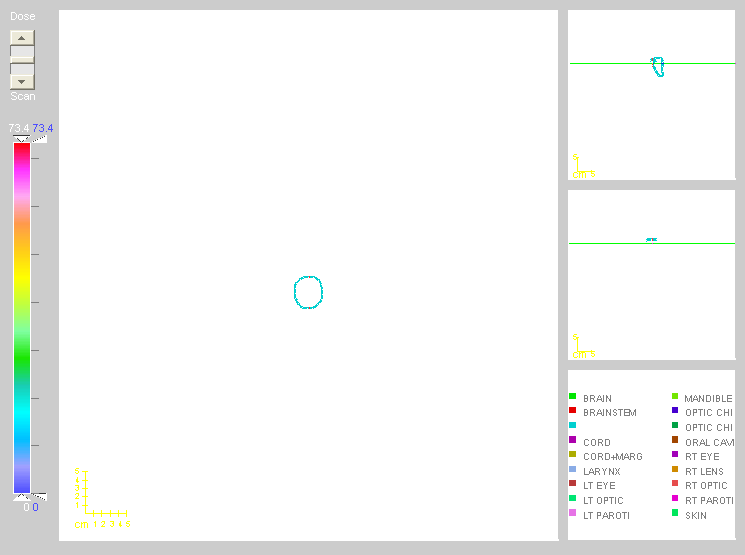 Dose
Scan
73.4 73.4
0 0
5
4
3
2
1
cm 1 2 3 4 5
5
cm 5
5
cm 5
BRAIN
BRAINSTEM
CORD
CORD+MARG
LARYNX
LT EYE
LT OPTIC
LT PAROTI
MANDIBLE
OPTIC CHI
OPTIC CHI
ORAL CAVI
RT EYE
RT LENS
RT OPTIC
RT PAROTI
SKIN